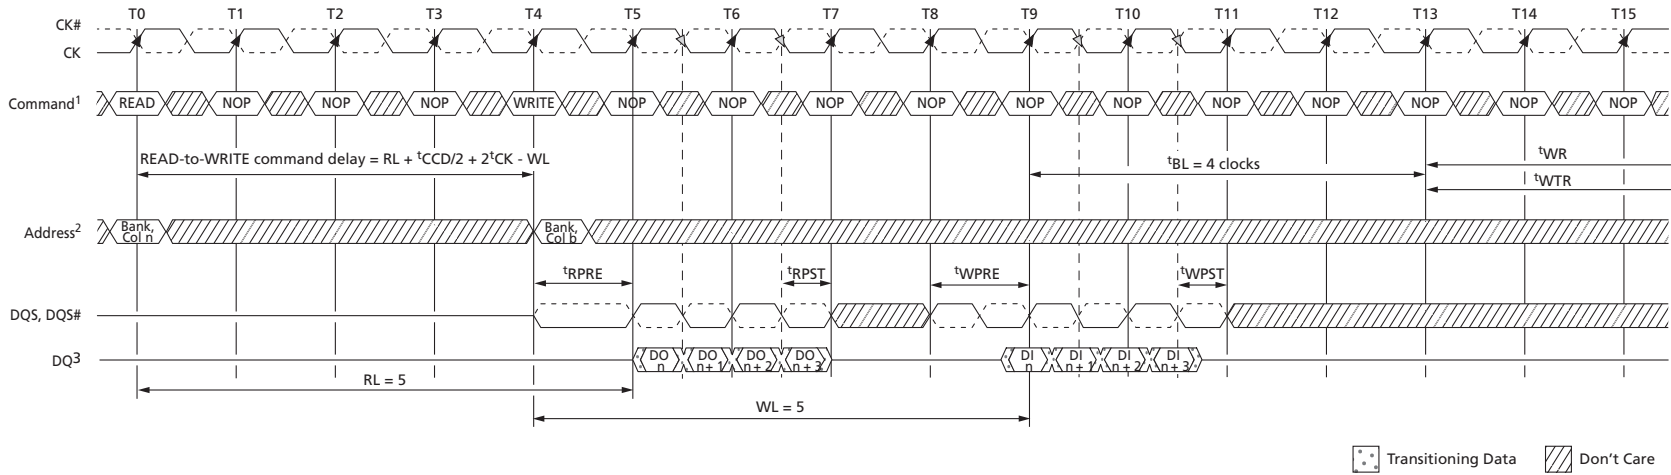 T0 T1 T2 T3 T4 T5 T6 T7 T8 T9 T10 T11 T12 T13 T14 T15
CK#
CK
Command1 READ NOP NOP NOP WRITE NOP NOP NOP NOP NOP NOP NOP NOP NOP NOP NOP
READ-to-WRITE command delay = RL + tCCD/2 + 2tCK - WL
tBL = 4 clocks
tWR
tWTR
Address2 Bank, Col n Bank, Col b
tRPRE tRPST tWPRE tWPST
DQS, DQS#
DQ3 DO n DO n + 1 DO n + 2 DO n + 3 DI n DI n + 1 DI n + 2 DI n + 3
RL = 5
WL = 5
Transitioning Data Don't Care